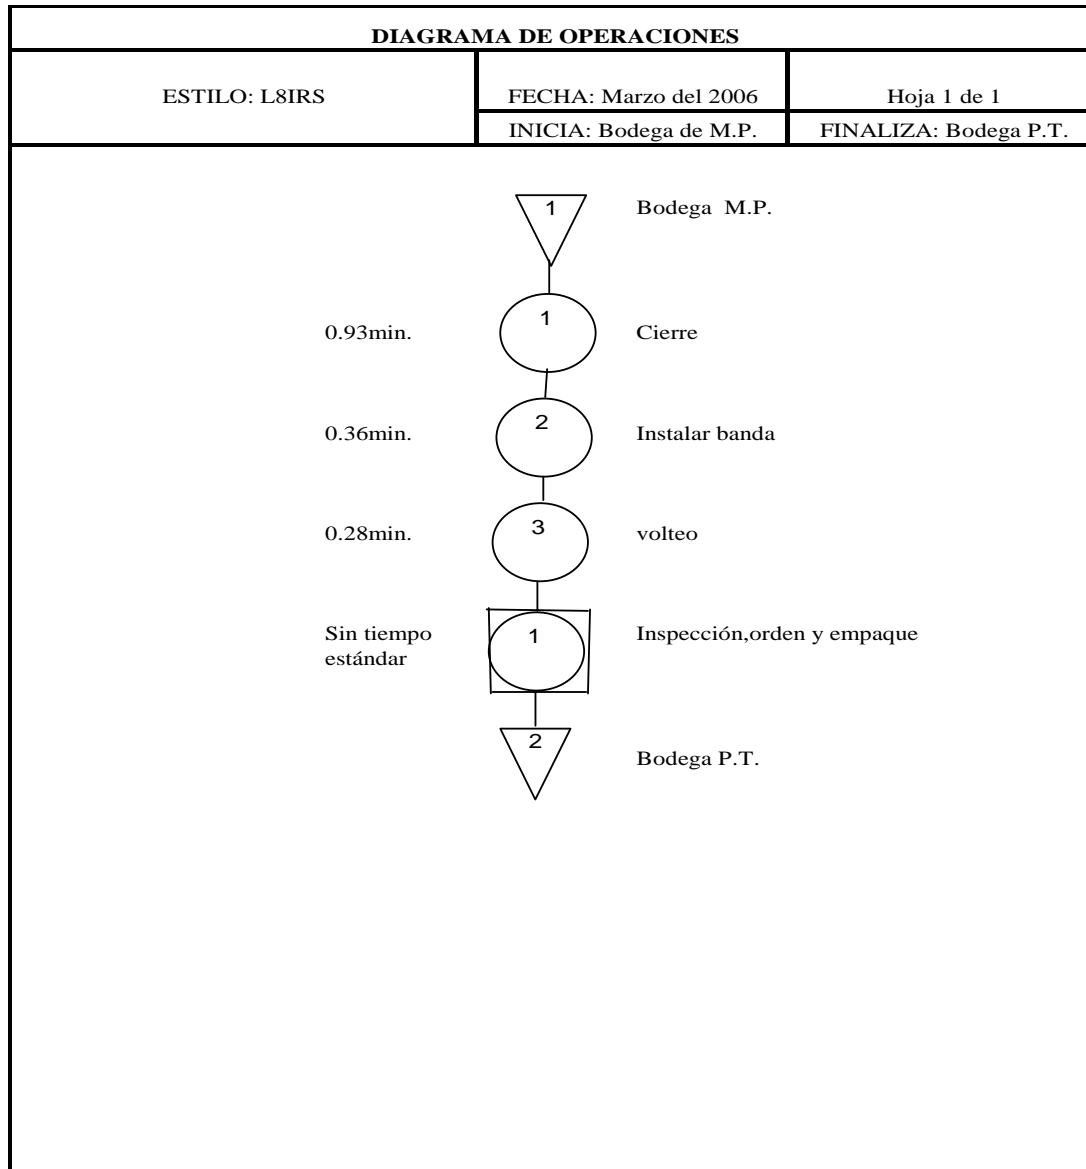 DIAGRAMA DE OPERACIONES
ESTILO: L8IRS
FECHA: Marzo del 2006
Hoja 1 de 1
INICIA: Bodega de M.P.
FINALIZA: Bodega P.T.
1
Bodega M.P.
0.93min.
1
Cierre
0.36min.
2
Instalar banda
0.28min.
3
volteo
Sin tiempo
estándar
1
Inspección,orden y empaque
2
Bodega P.T.